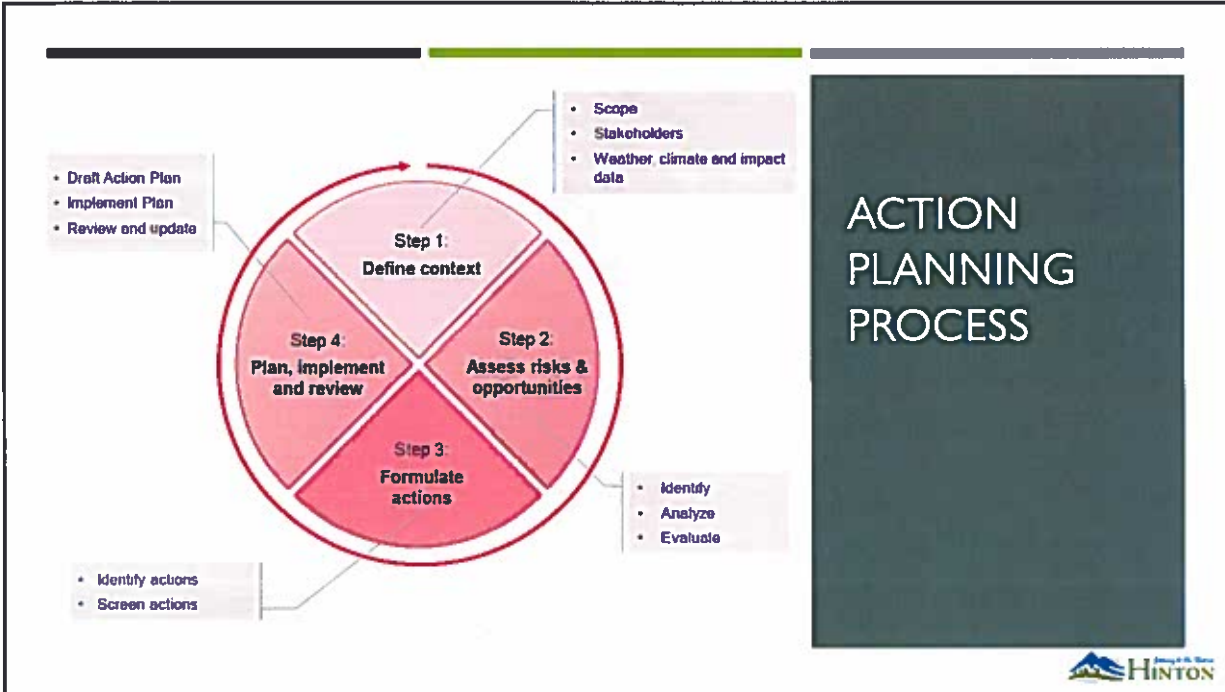 Scope
Stakeholders
Weather, climate and impact
data
Draft Action Plan
Implement Plan
Review and update
Step 1:
Define context
Step 2:
Assess risks &
opportunities
Step 3:
Formulate
actions
Step 4:
Plan, implement
and review
Identify
Analyze
Evaluate
Identify actions
Screen actions
ACTION
PLANNING
PROCESS
HINTON